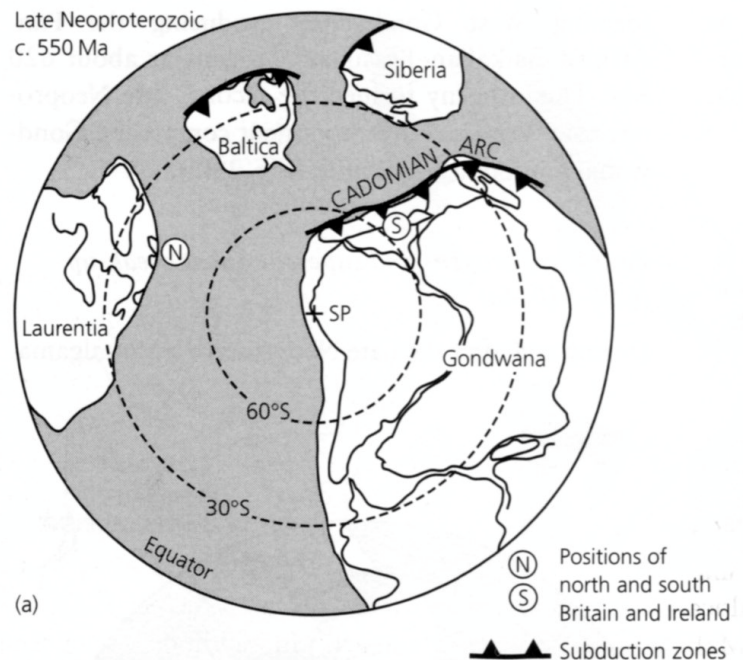 Late Neoproterozoic
c. 550 Ma
Siberia
Baltica
CADOMIAN ARC
N
S
Laurentia
SP
Gondwana
60°S
30°S
Equator
(a)
N
S
Positions of
north and south
Britain and Ireland
Subduction zones